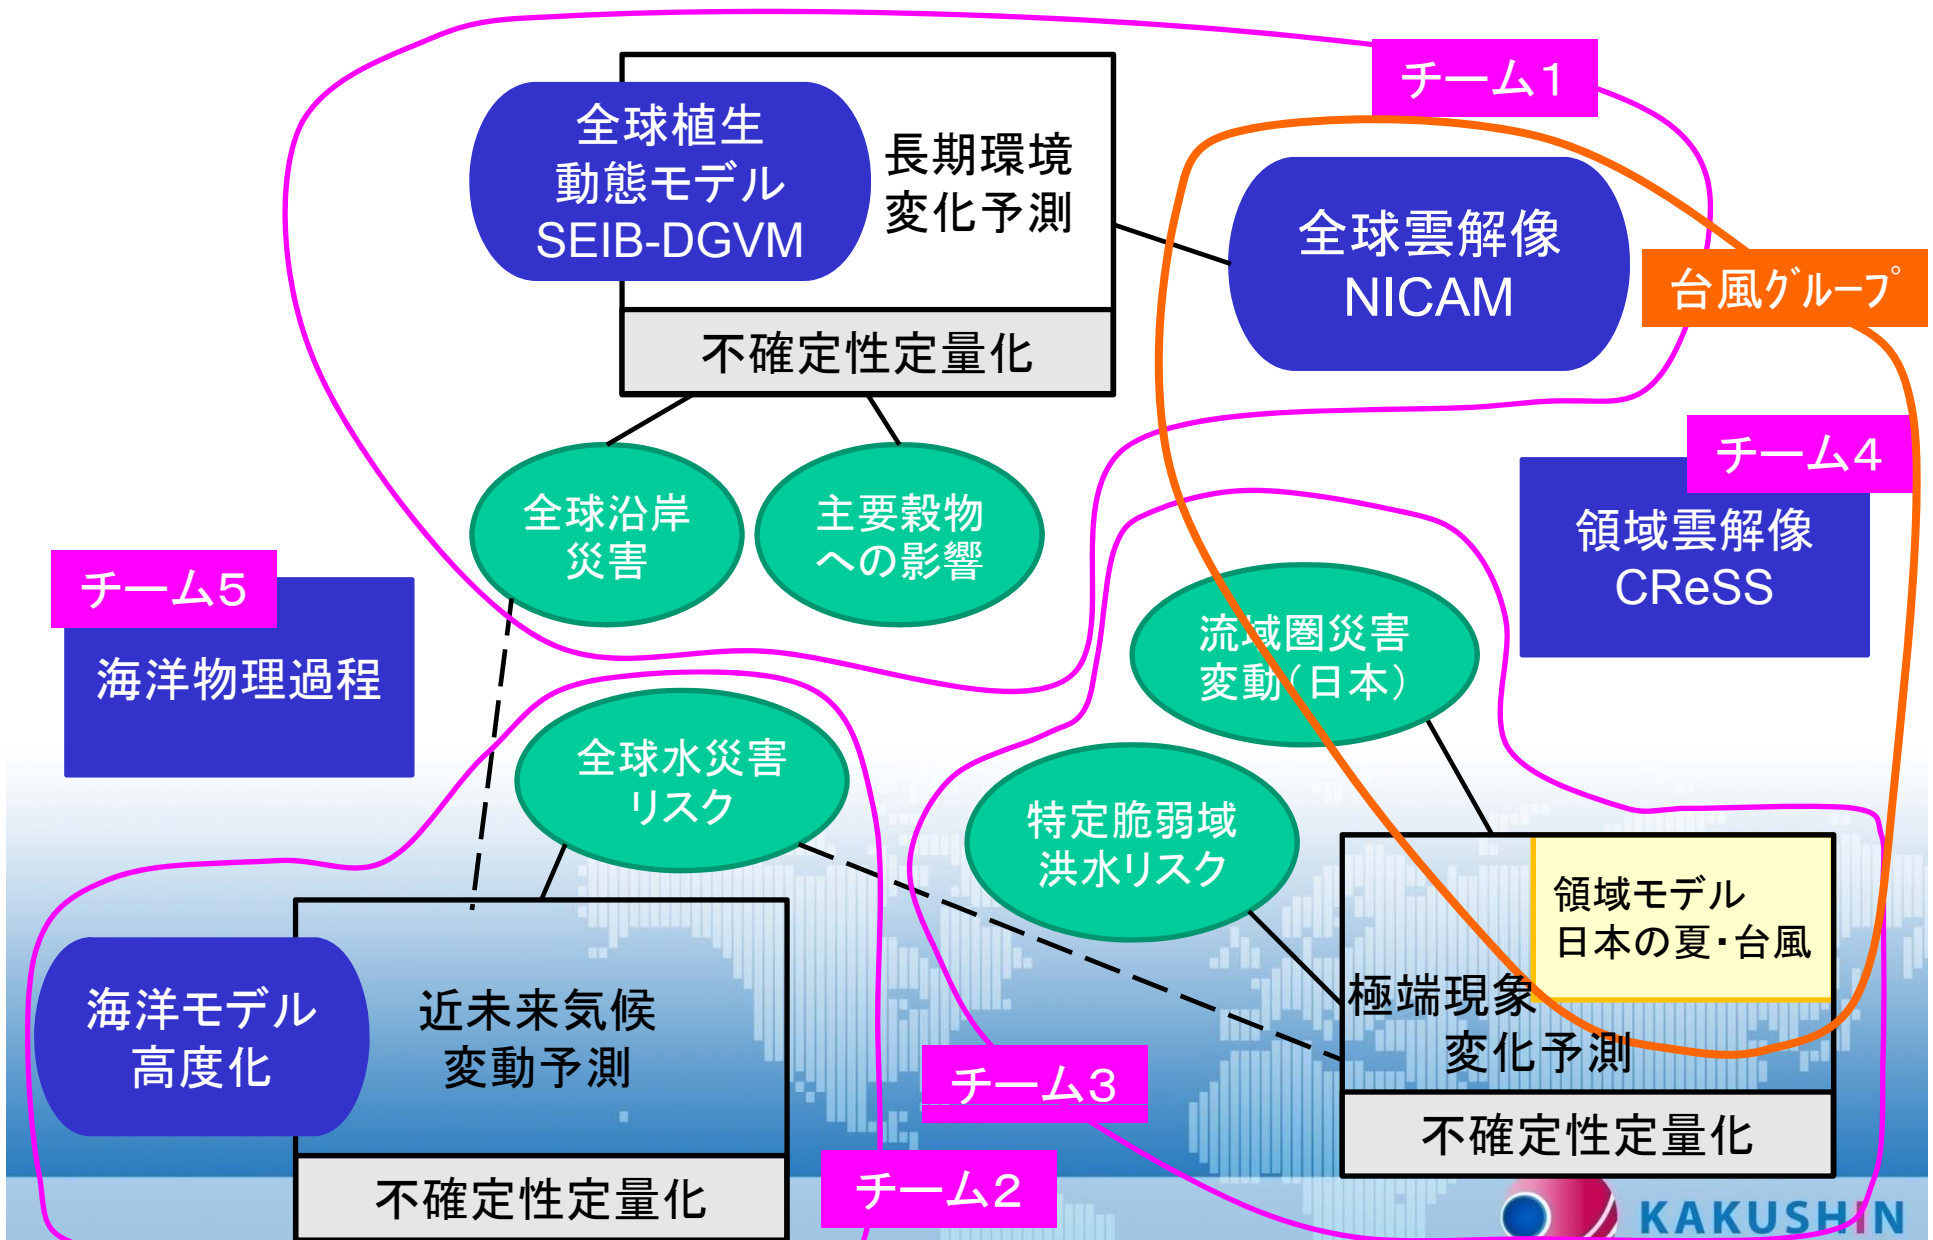 チーム1
全球植生
動態モデル
SEIB-DGVM
長期環境
変化予測
全球雲解像
NICAM
台風グループ
不確定性定量化
チーム4
領域雲解像
CReSS
全球沿岸
災害
主要穀物
への影響
チーム5
海洋物理過程
流域圏災害
変動(日本)
全球水災害
リスク
特定脆弱域
洪水リスク
領域モデル
日本の夏・台風
極端現象
変化予測
不確定性定量化
海洋モデル
高度化
近未来気候
変動予測
不確定性定量化
チーム3
チーム2
KAKUSHIN